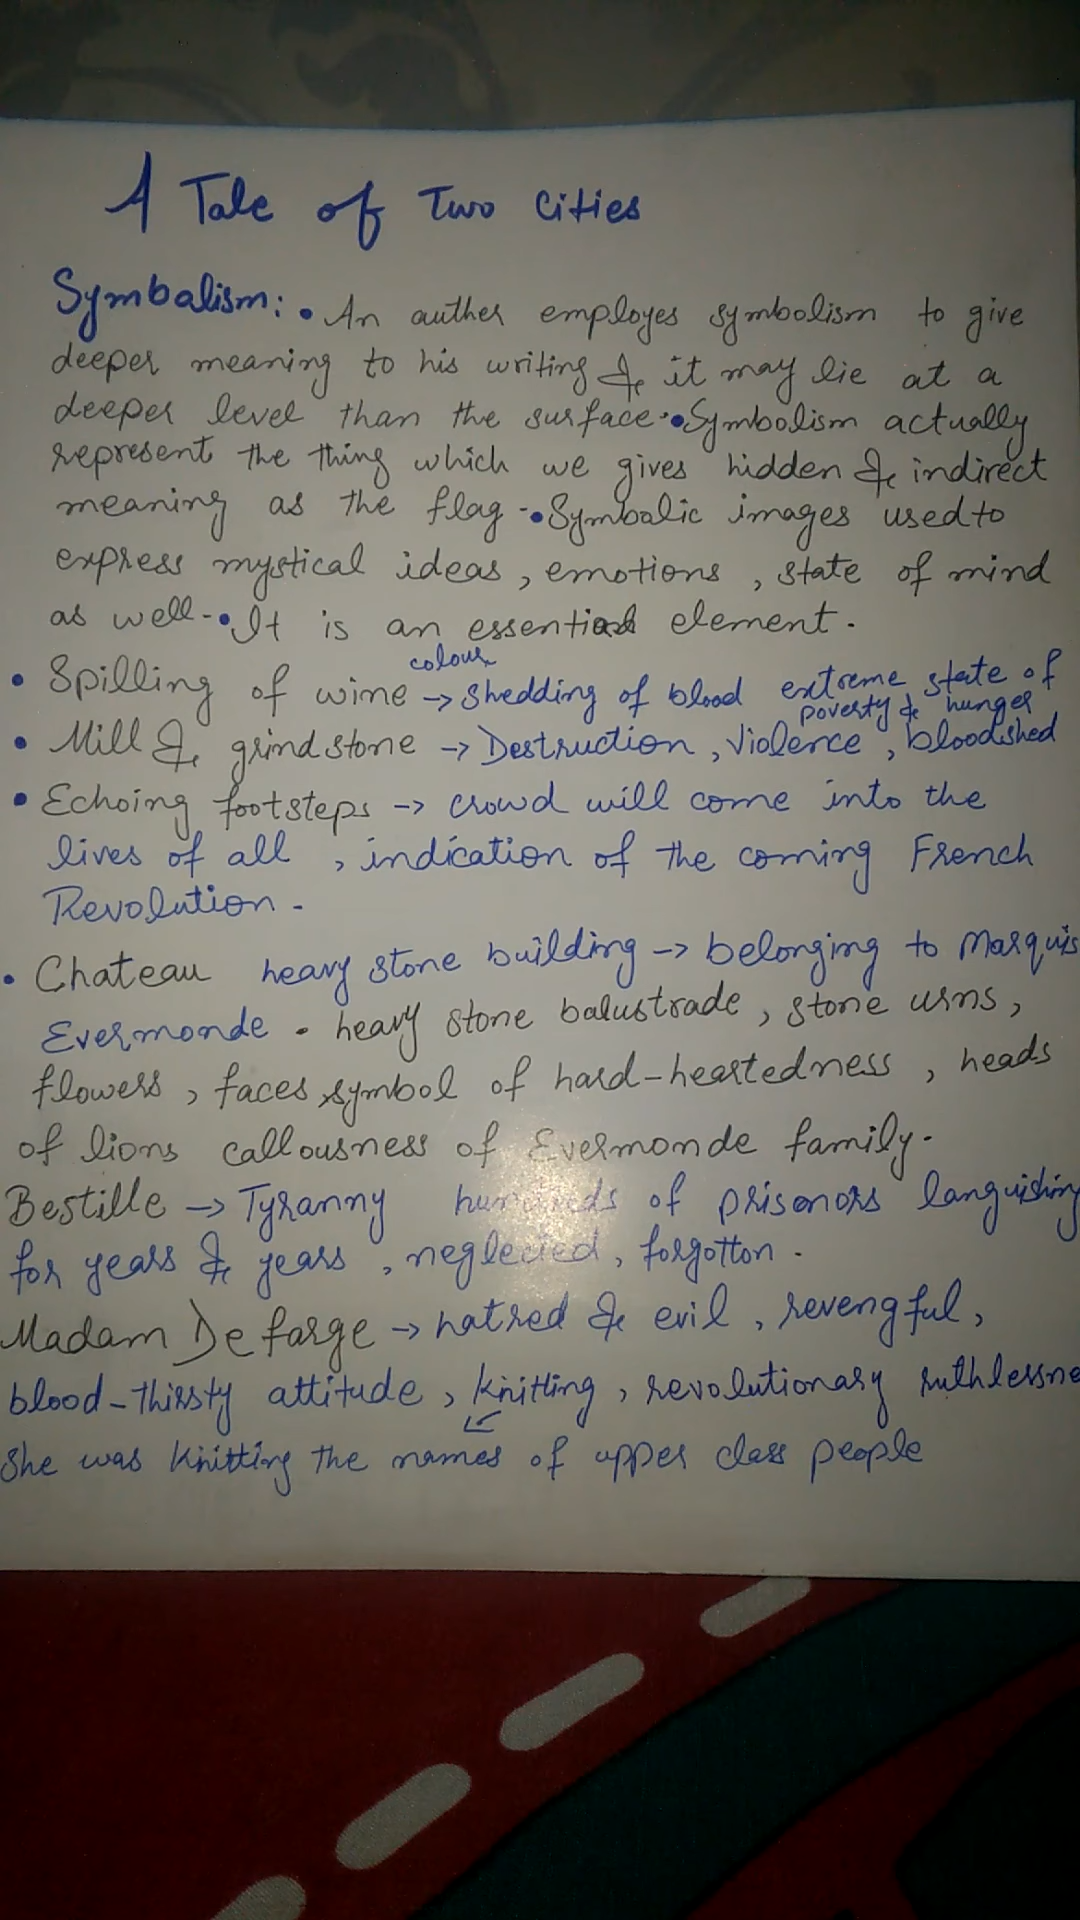 A Tale of Two Cities
Symbalism: • An auther employes symbolism to give
deeper meaning to his writing & it may lie at a
deeper level than the surface. • Symbolism actually
represent the thing which we gives hidden & indirect
meaning as the flag - • Symbolic images used to
express mystical ideas, emotions, state of mind
as well - • It is an essential element.
colour
• Spilling of wine → Shedding of blood extreme state of
poverty & hunger
• Mill & grindstone → Destruction, Violence, bloodshed
• Echoing footsteps → crowd will come into the
lives of all, indication of the coming French
Revolution -
• Chateau heavy stone building → belonging to Marquis
Evermonde - heavy stone balustrade, stone urns,
flowers, faces symbol of hard-heartedness, heads
of lions callousness of Evermonde family.
Bestille → Tyranny hundreds of prisonors languishing
for years & years, neglected, forgotton.
Madam Defarge → hatred & evil, revengful,
blood-thirsty attitude, knitting, revolutionary ruthlessne
She was Knitting the names of upper class people